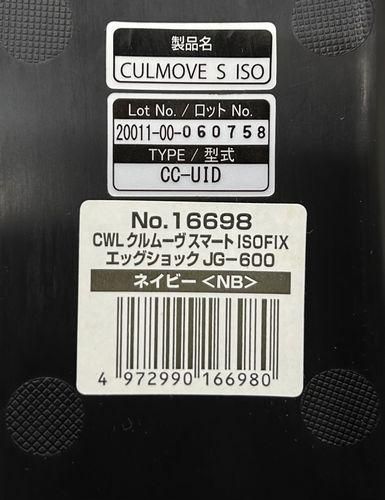 製品名
CULMOVE S ISO
Lot No. / ロット No.
20011-00-060758
TYPE / 型式
CC-UID
No.16698
CWL クルムーヴ スマート ISOFIX
エッグショック JG-600
ネイビー <NB>
4 972990 166980